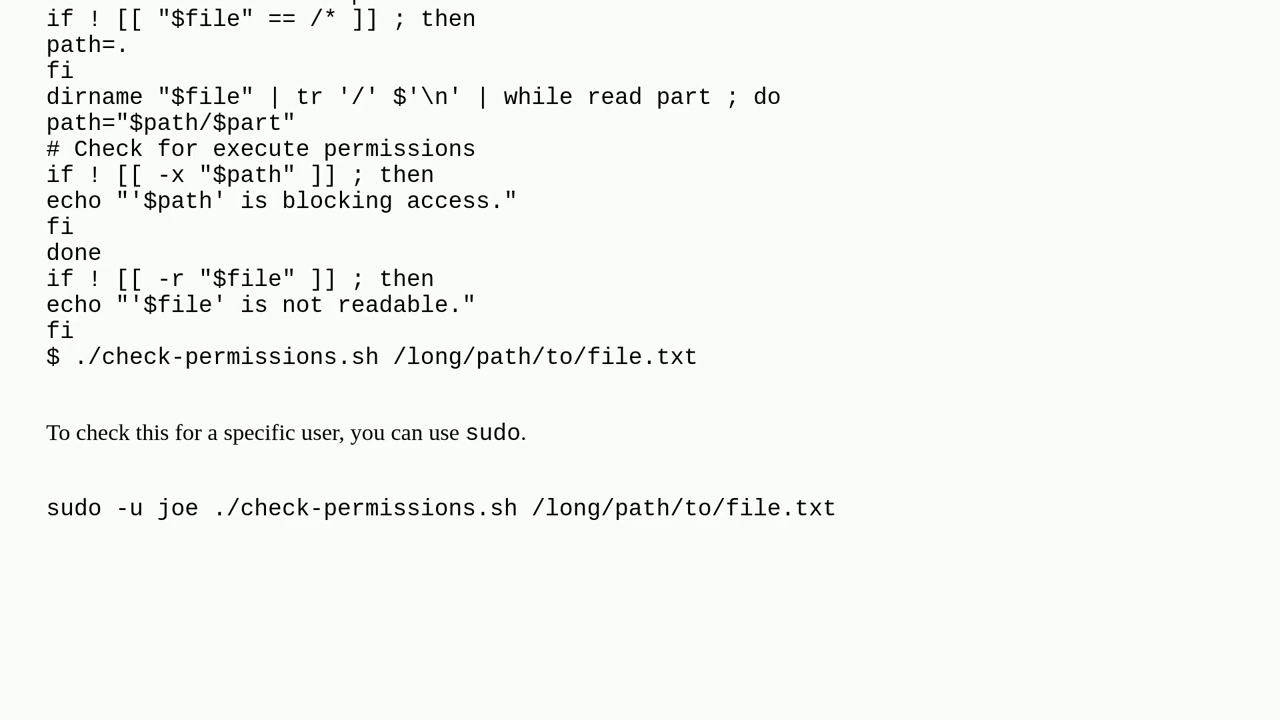 if ! [[ "$file" == /* ]] ; then
path=.
fi
dirname "$file" | tr '/' $'\n' | while read part ; do
path="$path/$part"
# Check for execute permissions
if ! [[ -x "$path" ]] ; then
echo "'$path' is blocking access."
fi
done
if ! [[ -r "$file" ]] ; then
echo "'$file' is not readable."
fi
$ ./check-permissions.sh /long/path/to/file.txt
To check this for a specific user, you can use sudo.
sudo -u joe ./check-permissions.sh /long/path/to/file.txt